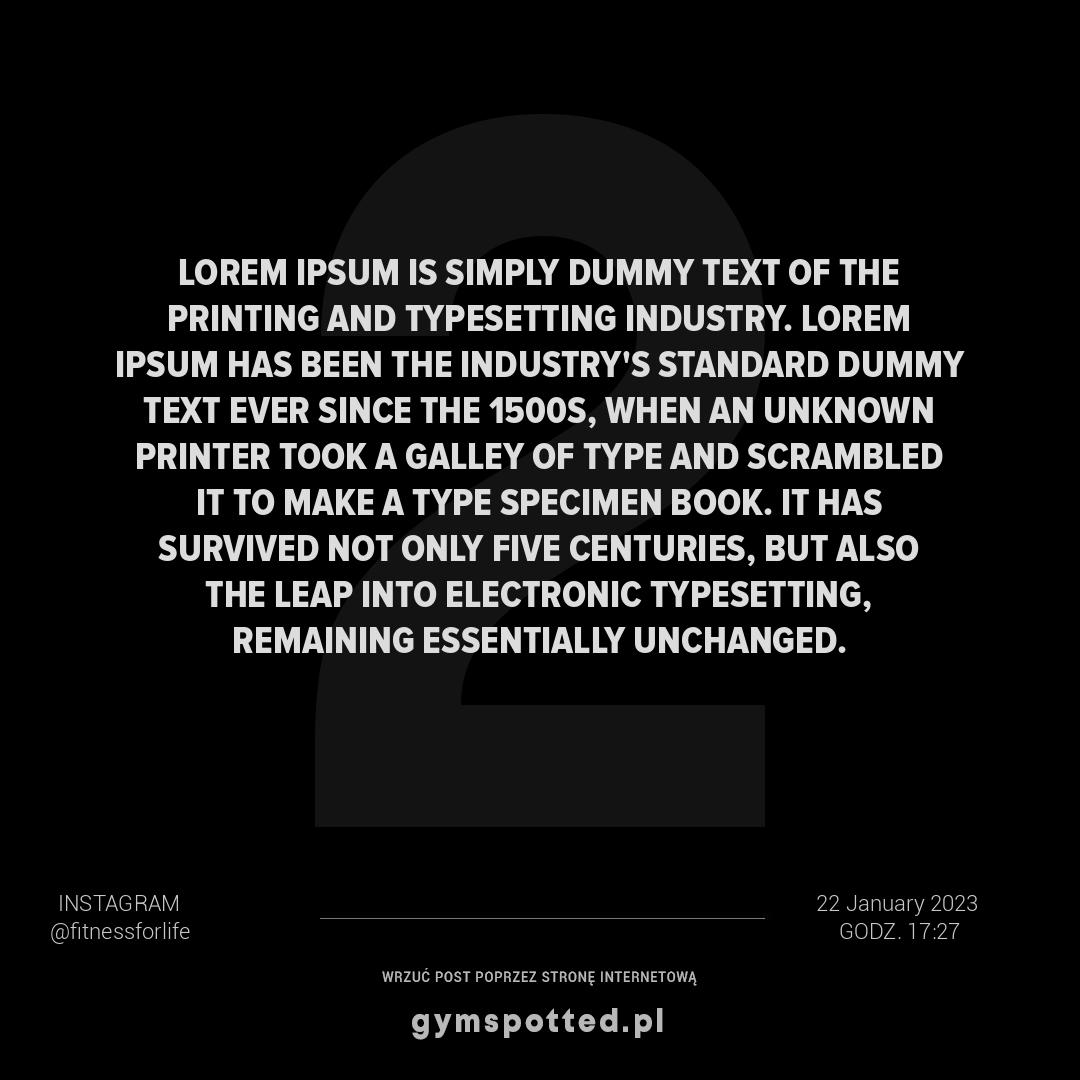 2
LOREM IPSUM IS SIMPLY DUMMY TEXT OF THE
PRINTING AND TYPESETTING INDUSTRY. LOREM
IPSUM HAS BEEN THE INDUSTRY'S STANDARD DUMMY
TEXT EVER SINCE THE 1500S, WHEN AN UNKNOWN
PRINTER TOOK A GALLEY OF TYPE AND SCRAMBLED
IT TO MAKE A TYPE SPECIMEN BOOK. IT HAS
SURVIVED NOT ONLY FIVE CENTURIES, BUT ALSO
THE LEAP INTO ELECTRONIC TYPESETTING,
REMAINING ESSENTIALLY UNCHANGED.
INSTAGRAM
@fitnessforlife
22 January 2023
GODZ. 17:27
WRZUĆ POST POPRZEZ STRONĘ INTERNETOWĄ
gymspotted.pl